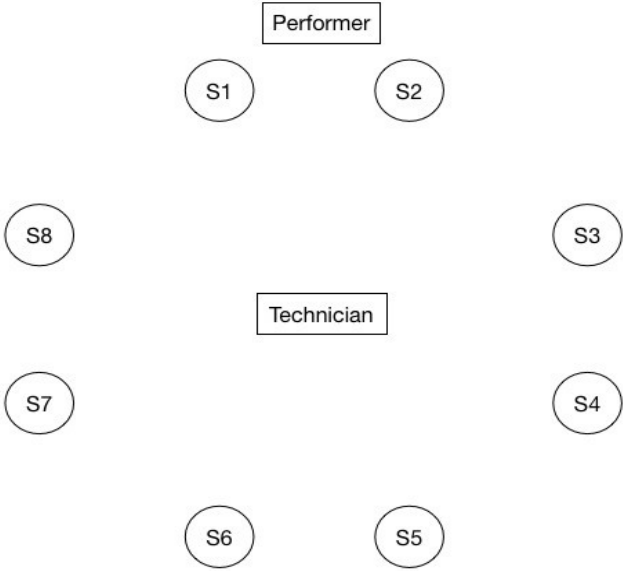 Performer
S1 S2
S8 S3
Technician
S7 S4
S6 S5